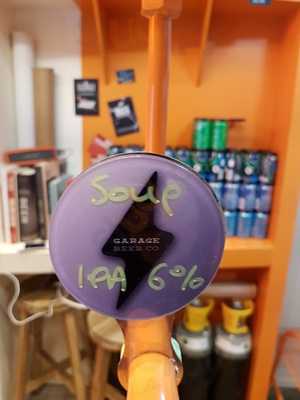 Soup
GARAGE
BEER CO
IPA 6%